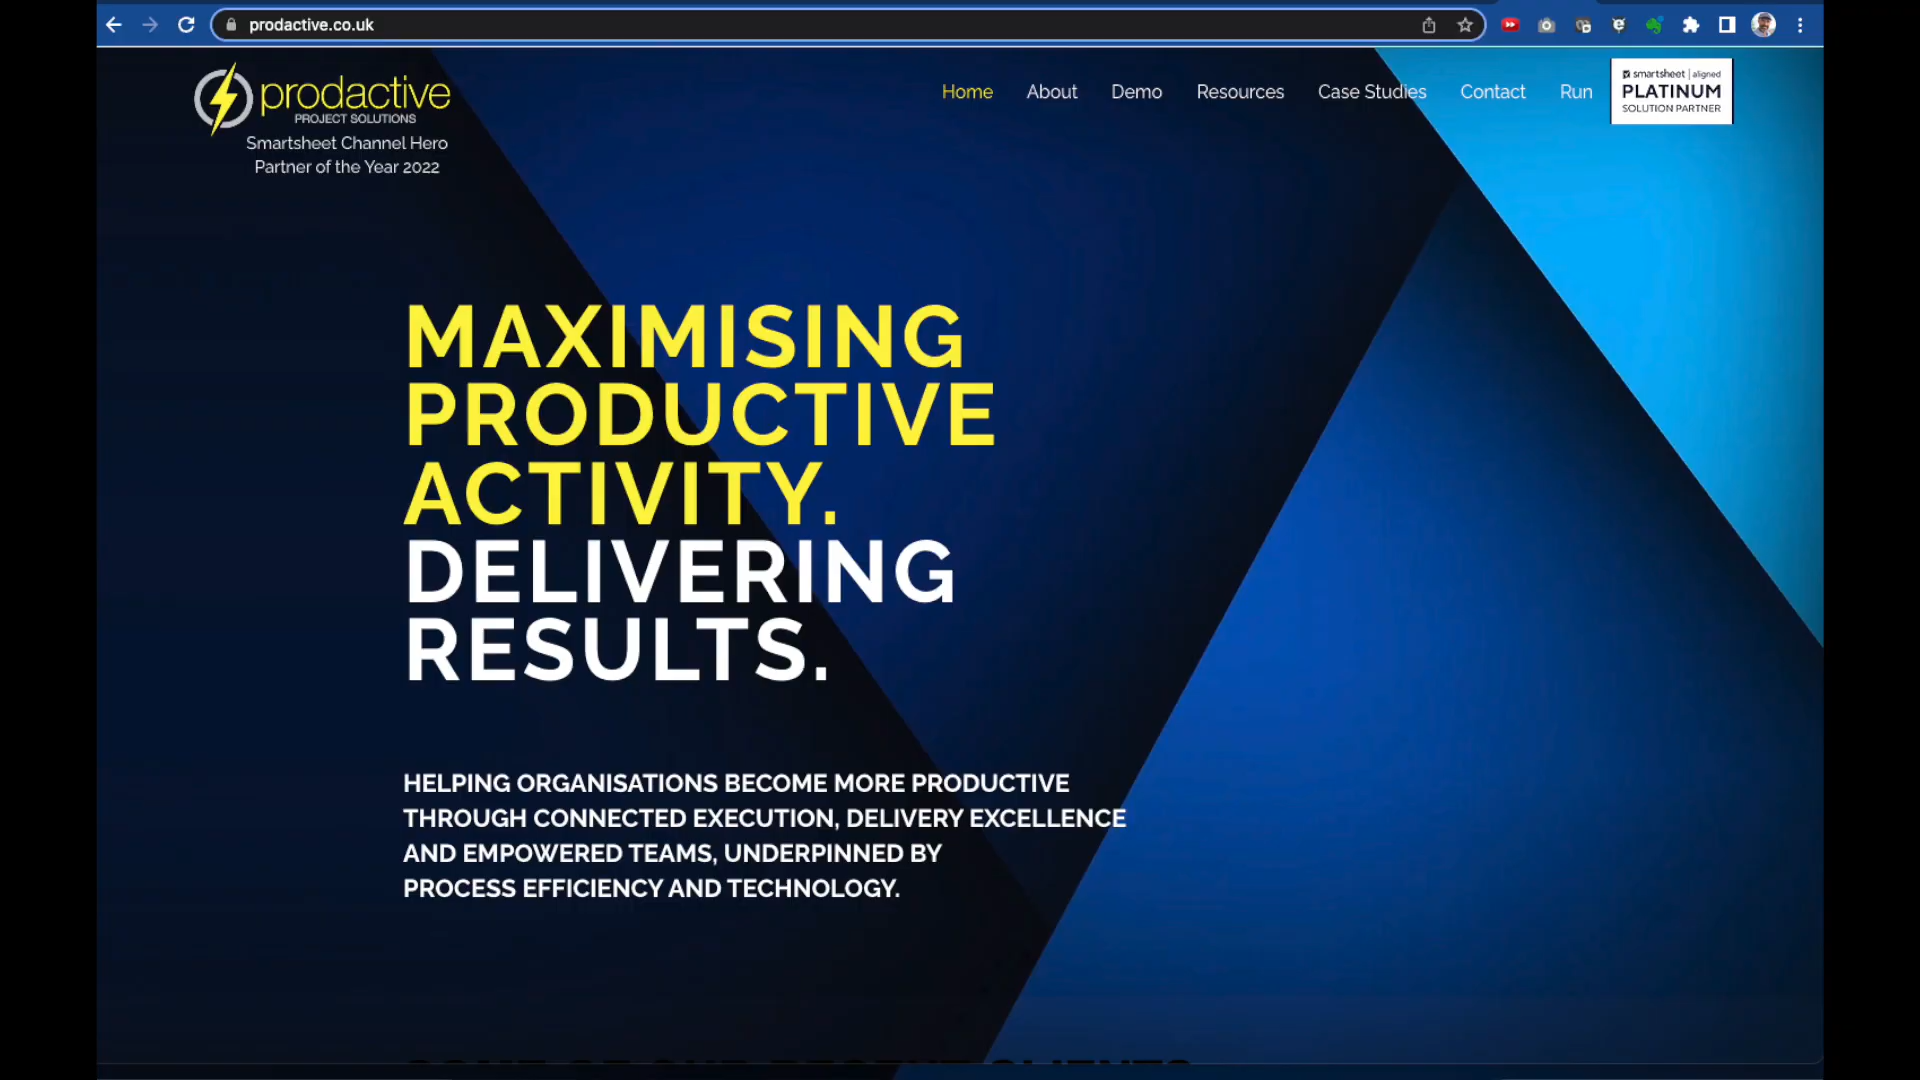 prodactive.co.uk
prodactive
PROJECT SOLUTIONS
Smartsheet Channel Hero
Partner of the Year 2022
Home About Demo Resources Case Studies Contact Run
smartsheet | aligned
PLATINUM
SOLUTION PARTNER
MAXIMISING
PRODUCTIVE
ACTIVITY.
DELIVERING
RESULTS.
HELPING ORGANISATIONS BECOME MORE PRODUCTIVE
THROUGH CONNECTED EXECUTION, DELIVERY EXCELLENCE
AND EMPOWERED TEAMS, UNDERPINNED BY
PROCESS EFFICIENCY AND TECHNOLOGY.